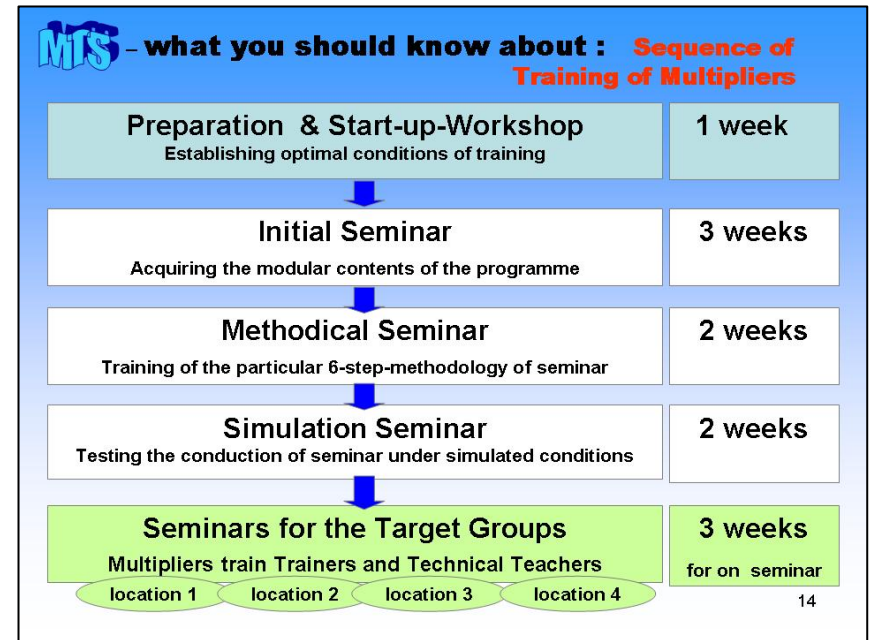 MTS – what you should know about : Sequence of
Training of Multipliers
Preparation & Start-up-Workshop 1 week
Establishing optimal conditions of training
Initial Seminar 3 weeks
Acquiring the modular contents of the programme
Methodical Seminar 2 weeks
Training of the particular 6-step-methodology of seminar
Simulation Seminar 2 weeks
Testing the conduction of seminar under simulated conditions
Seminars for the Target Groups 3 weeks
Multipliers train Trainers and Technical Teachers for on seminar
location 1 location 2 location 3 location 4 14